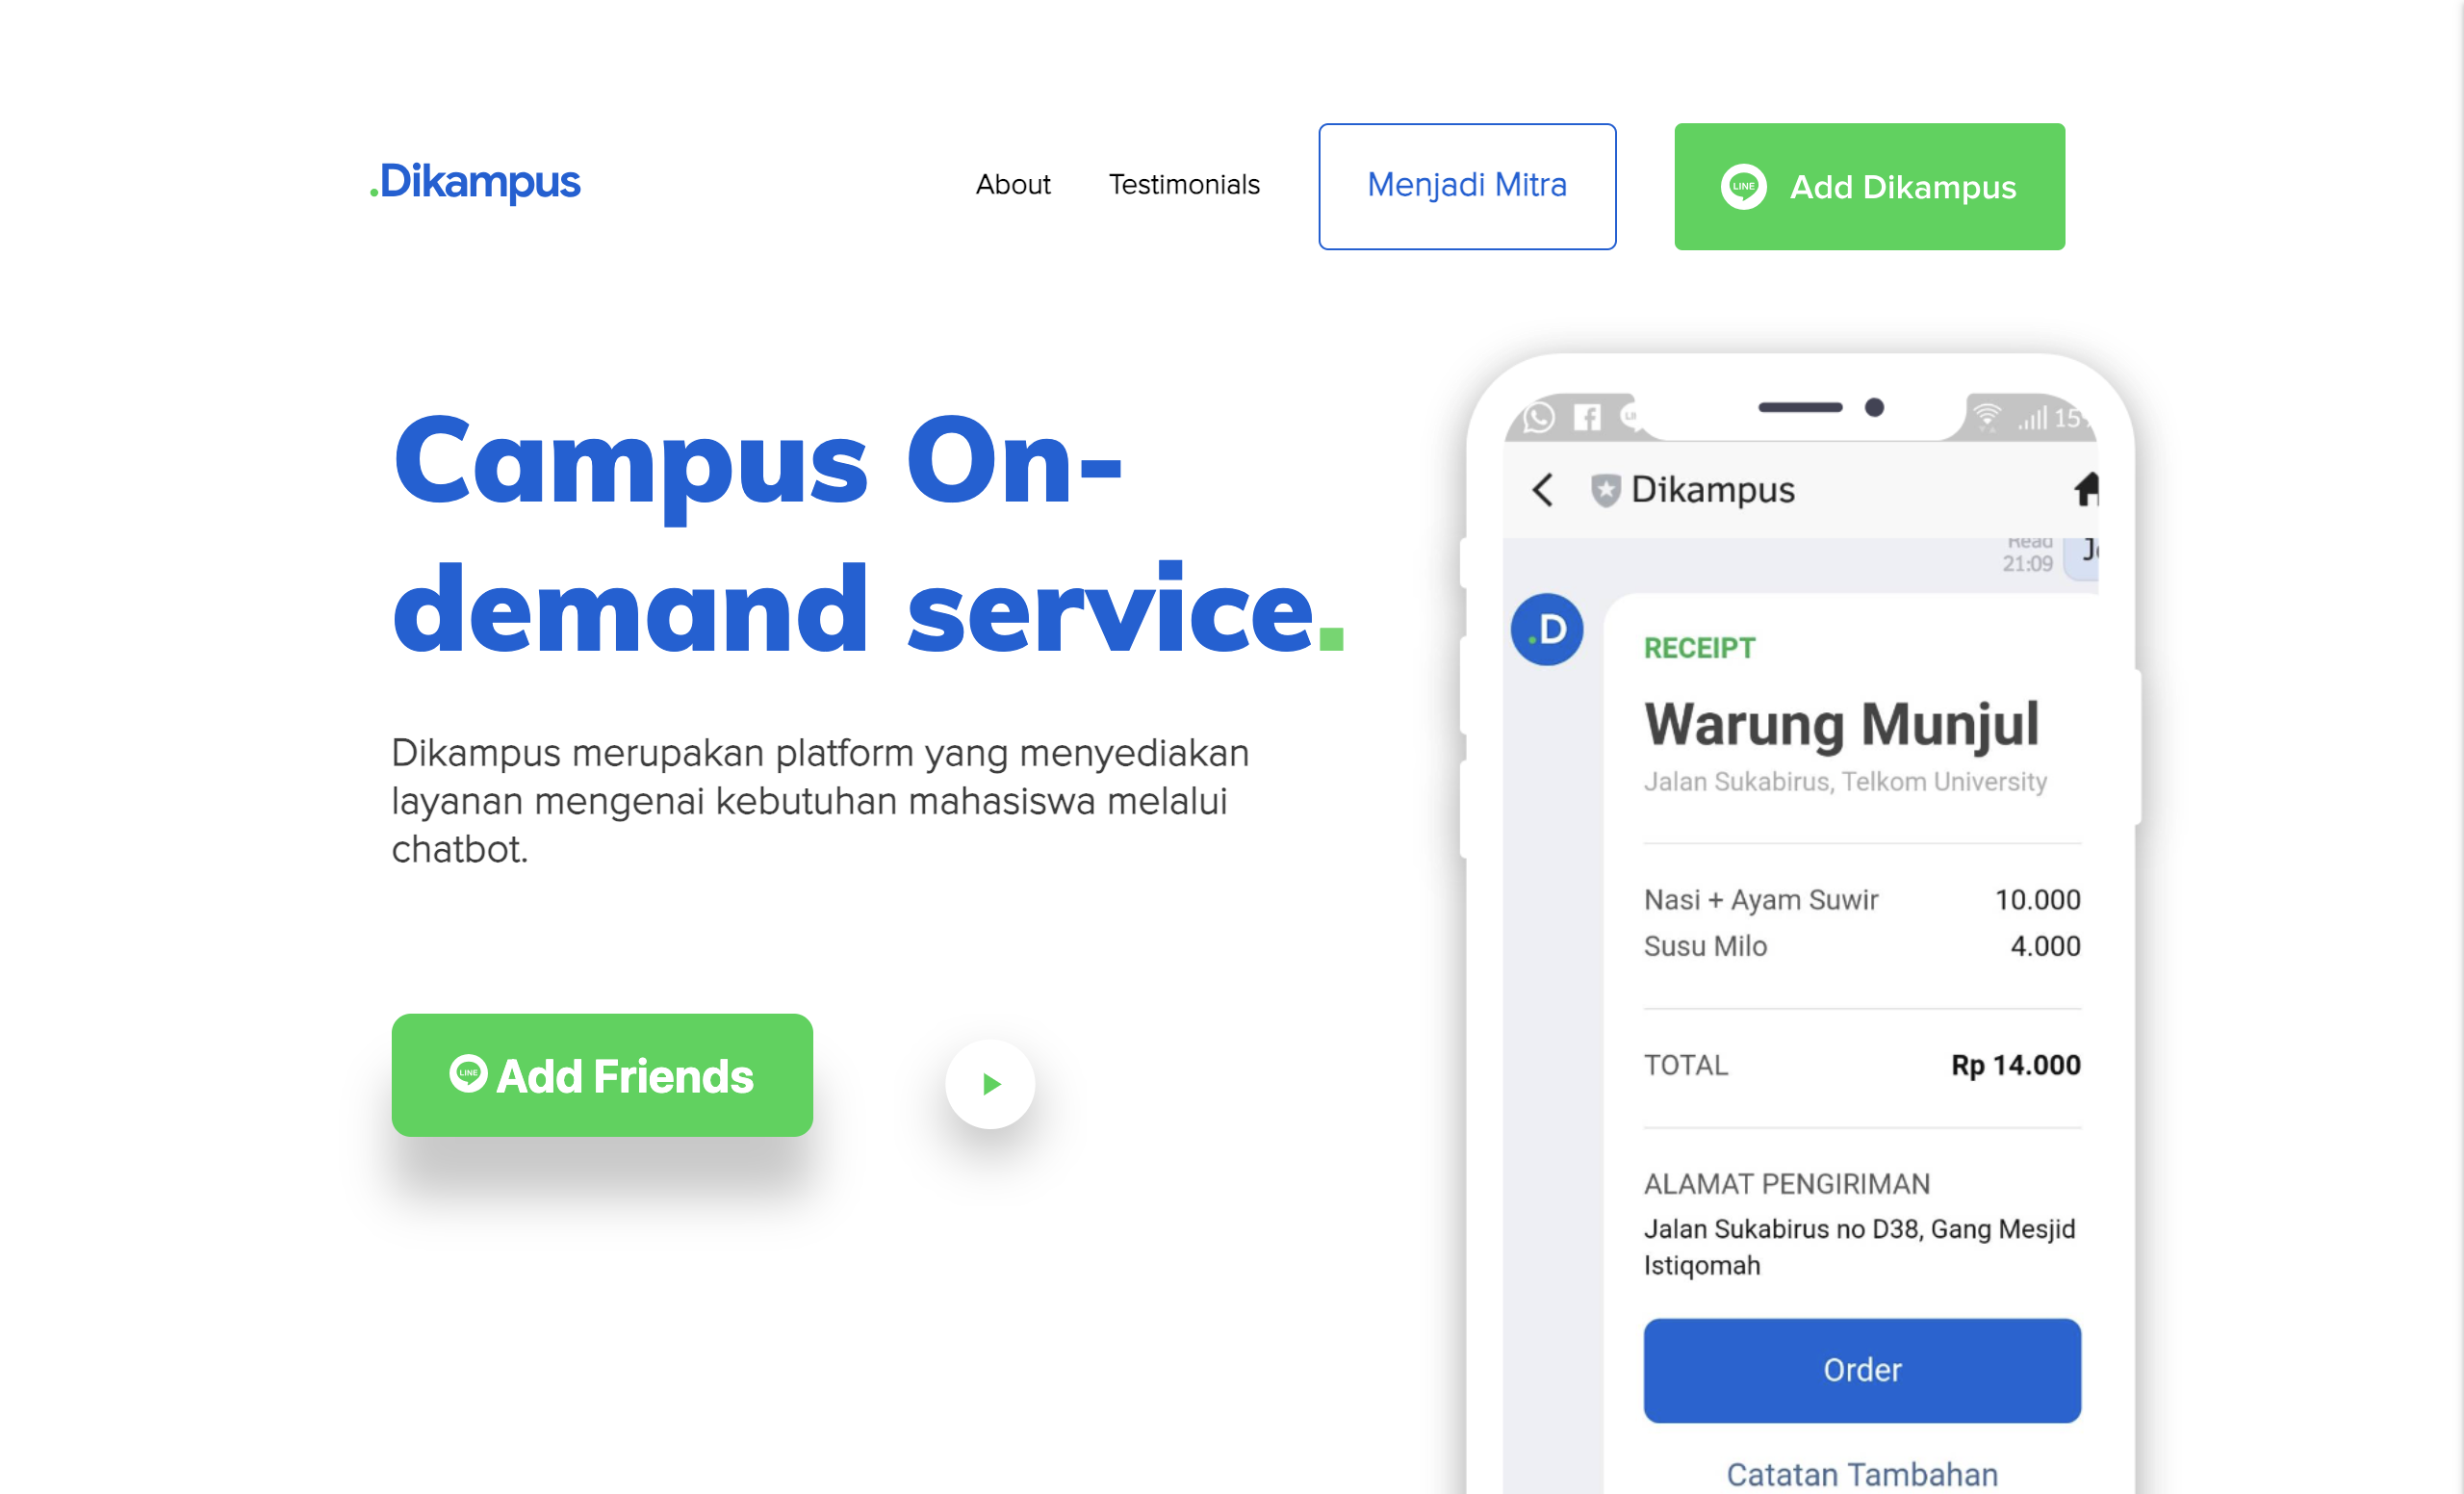 .Dikampus
About
Testimonials
Menjadi Mitra
LINE
Add Dikampus
Campus On-
demand service.
Dikampus merupakan platform yang menyediakan
layanan mengenai kebutuhan mahasiswa melalui
chatbot.
LINE
Add Friends
Dikampus
Read
21:09
.D
RECEIPT
Warung Munjul
Jalan Sukabirus, Telkom University
Nasi + Ayam Suwir 10.000
Susu Milo 4.000
TOTAL Rp 14.000
ALAMAT PENGIRIMAN
Jalan Sukabirus no D38, Gang Mesjid
Istiqomah
Order
Catatan Tambahan